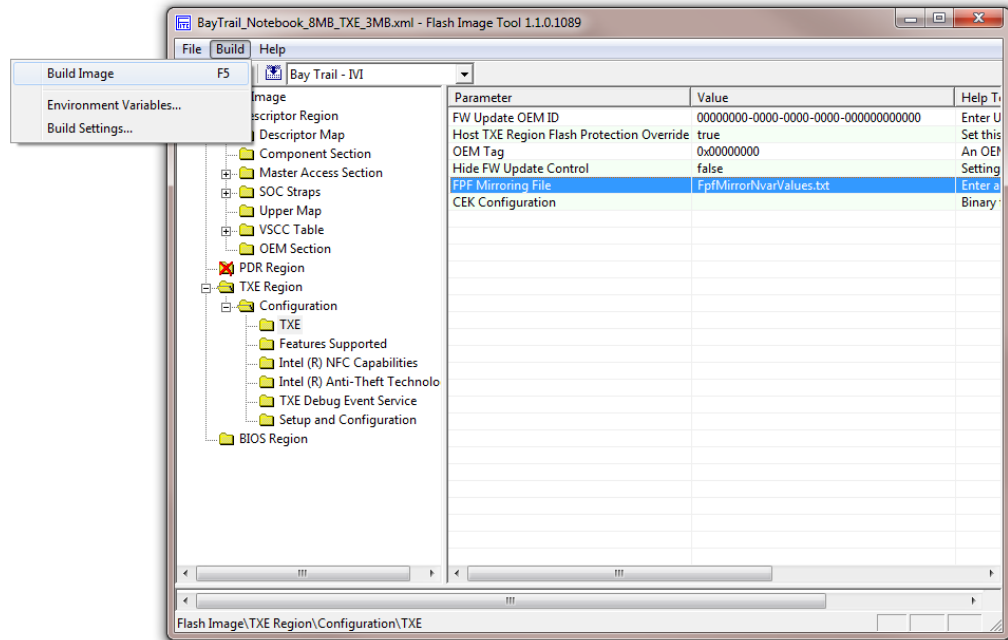 BayTrail_Notebook_8MB_TXE_3MB.xml - Flash Image Tool 1.1.0.1089
File Build Help
Build Image F5
Environment Variables...
Build Settings...
Bay Trail - IVI
Image
Descriptor Map
Component Section
Master Access Section
SOC Straps
Upper Map
VSCC Table
OEM Section
PDR Region
TXE Region
Configuration
TXE
Features Supported
Intel (R) NFC Capabilities
Intel (R) Anti-Theft Technolo
TXE Debug Event Service
Setup and Configuration
BIOS Region
Parameter Value Help T
FW Update OEM ID 00000000-0000-0000-0000-000000000000 Enter U
Host TXE Region Flash Protection Override true Set this
OEM Tag 0x00000000 An OEM
Hide FW Update Control false Setting
FPF Mirroring File FpfMirrorNvarValues.txt Enter a
CEK Configuration Binary
Flash Image\TXE Region\Configuration\TXE